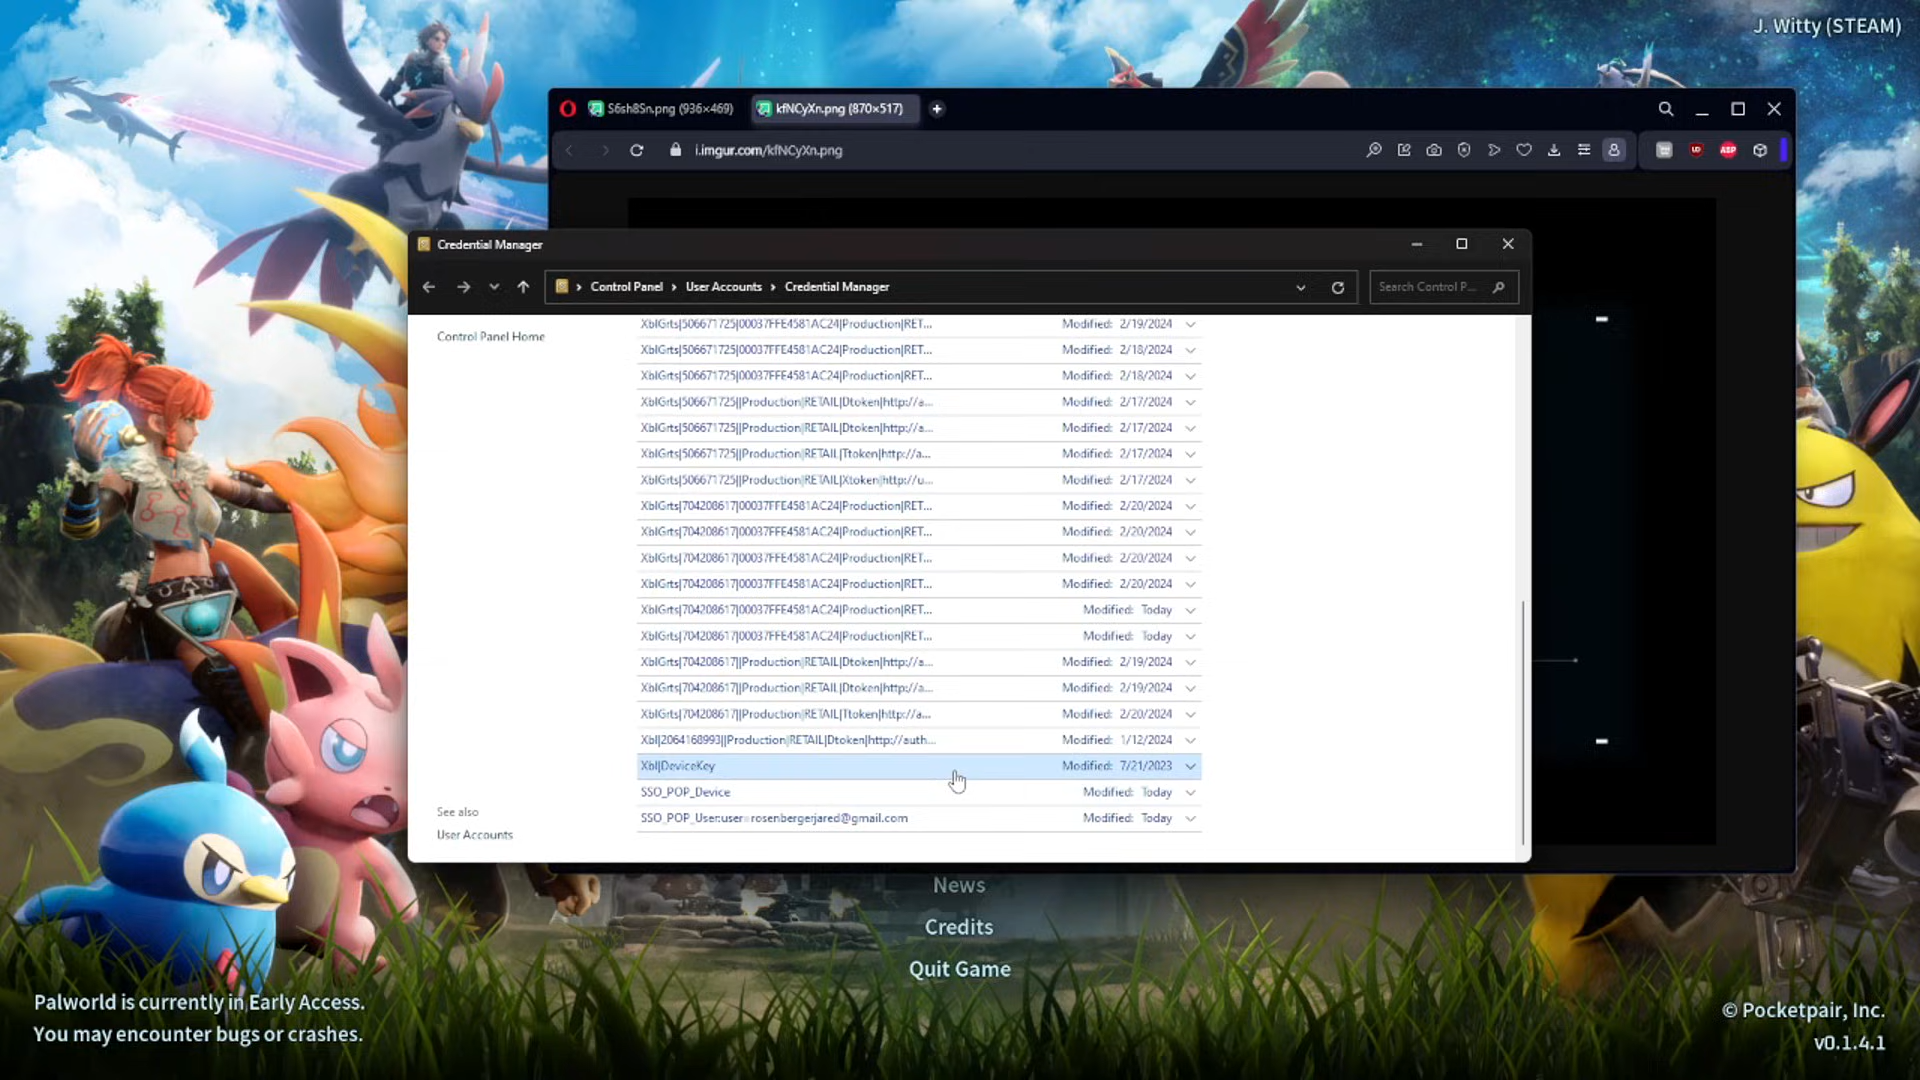 J. Witty (STEAM)
S6sh8Sn.png (936×469)
kfNCyXn.png (870×517)
i.imgur.com/kfNCyXn.png
ABP
Credential Manager
Control Panel › User Accounts › Credential Manager
Search Control P...
Control Panel Home
XblGrts|506671725|00037FFE4581AC24|Production|RET... Modified: 2/19/2024
XblGrts|506671725|00037FFE4581AC24|Production|RET... Modified: 2/18/2024
XblGrts|506671725|00037FFE4581AC24|Production|RET... Modified: 2/18/2024
XblGrts|506671725||Production|RETAIL|Dtoken|http://a... Modified: 2/17/2024
XblGrts|506671725||Production|RETAIL|Dtoken|http://a... Modified: 2/17/2024
XblGrts|506671725||Production|RETAIL|Ttoken|http://a... Modified: 2/17/2024
XblGrts|506671725||Production|RETAIL|Xtoken|http://u... Modified: 2/17/2024
XblGrts|704208617|00037FFE4581AC24|Production|RET... Modified: 2/20/2024
XblGrts|704208617|00037FFE4581AC24|Production|RET... Modified: 2/20/2024
XblGrts|704208617|00037FFE4581AC24|Production|RET... Modified: 2/20/2024
XblGrts|704208617|00037FFE4581AC24|Production|RET... Modified: 2/20/2024
XblGrts|704208617|00037FFE4581AC24|Production|RET... Modified: Today
XblGrts|704208617|00037FFE4581AC24|Production|RET... Modified: Today
XblGrts|704208617||Production|RETAIL|Dtoken|http://a... Modified: 2/19/2024
XblGrts|704208617||Production|RETAIL|Dtoken|http://a... Modified: 2/19/2024
XblGrts|704208617||Production|RETAIL|Ttoken|http://a... Modified: 2/20/2024
Xbl|2064168993||Production|RETAIL|Dtoken|http://auth... Modified: 1/12/2024
Xbl|DeviceKey Modified: 7/21/2023
SSO_POP_Device Modified: Today
SSO_POP_User:user=rosenbergerjared@gmail.com Modified: Today
See also
User Accounts
News
Credits
Quit Game
Palworld is currently in Early Access.
You may encounter bugs or crashes.
© Pocketpair, Inc.
v0.1.4.1